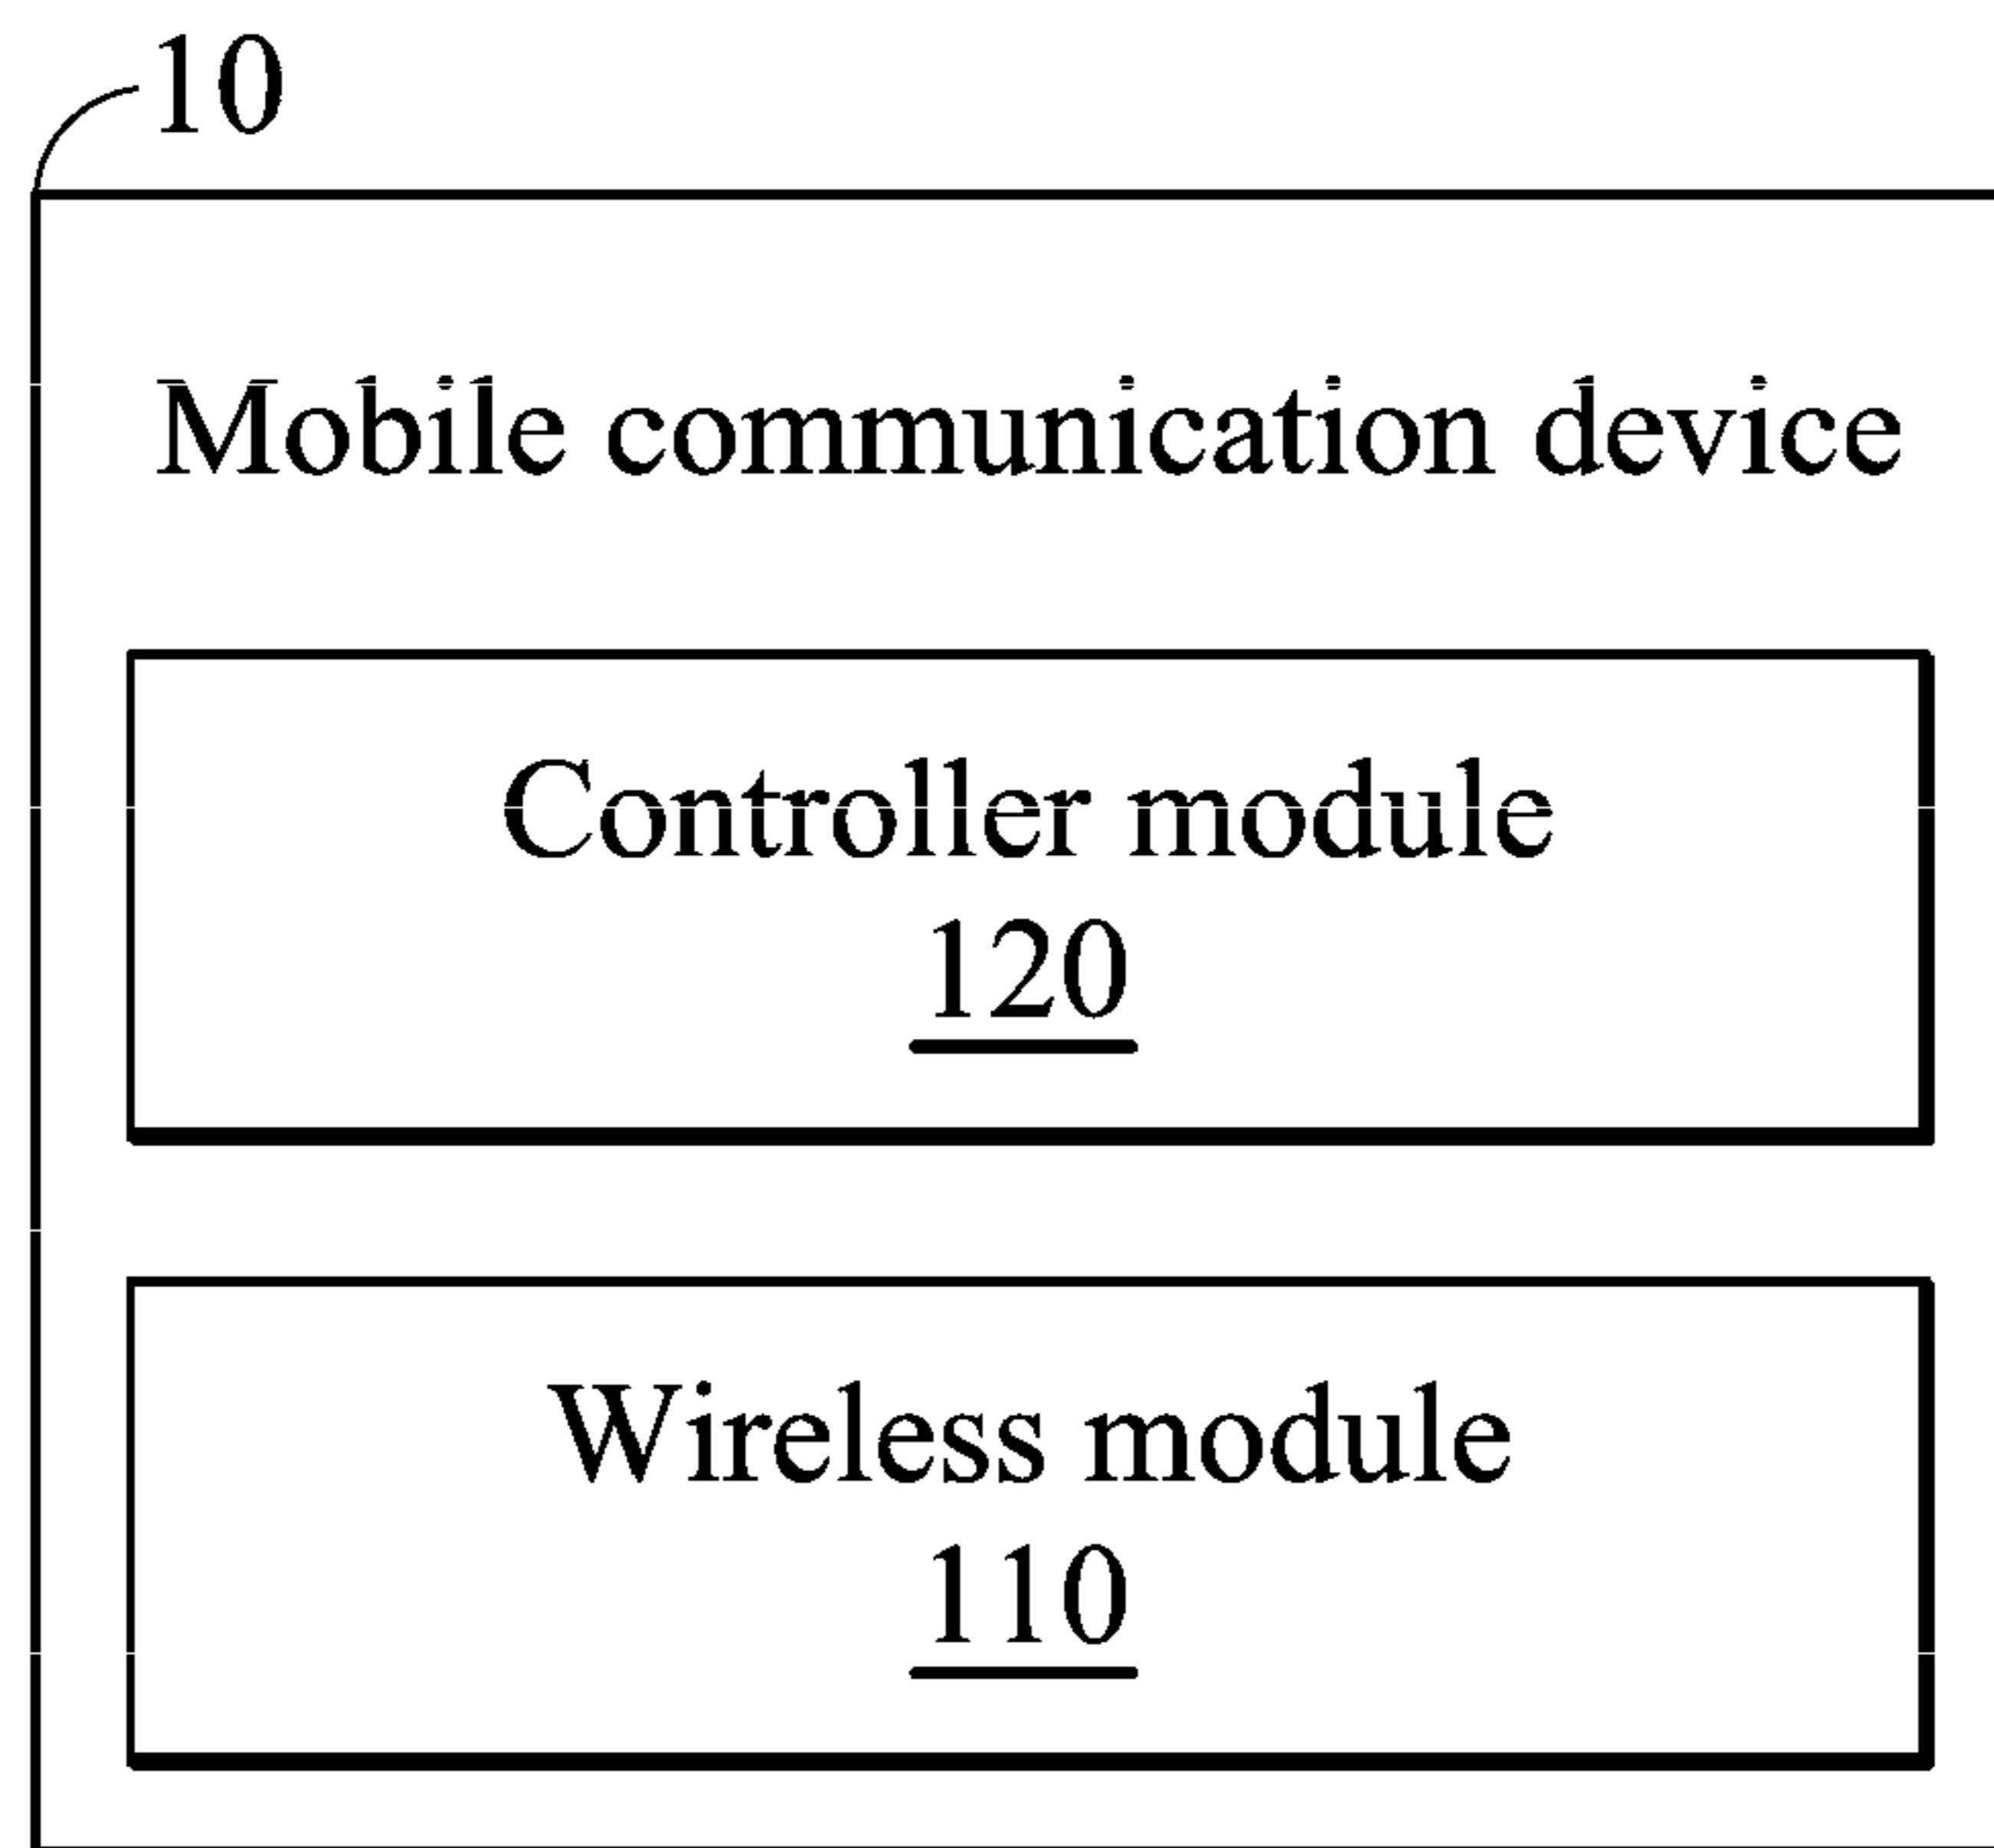 10
Mobile communication device
Controller module
120
Wireless module
110